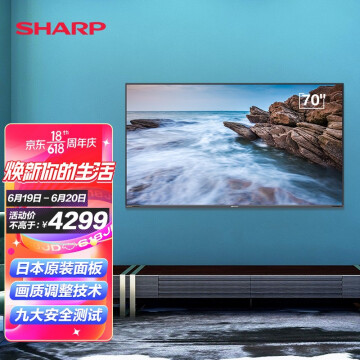 SHARP
70"
京东 18th 618 周年庆
焕新你的生活
6月19日-6月20日
活动价
不高于:¥4299
日本原装面板
画质调整技术
九大安全测试